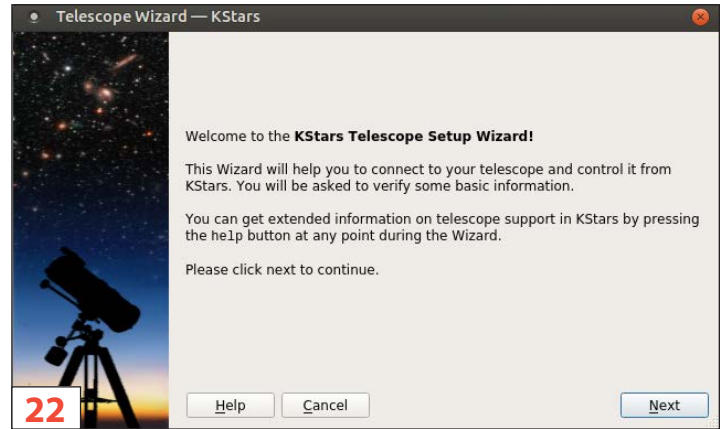 Telescope Wizard — KStars
Welcome to the KStars Telescope Setup Wizard!
This Wizard will help you to connect to your telescope and control it from
KStars. You will be asked to verify some basic information.
You can get extended information on telescope support in KStars by pressing
the help button at any point during the Wizard.
Please click next to continue.
22
Help Cancel Next